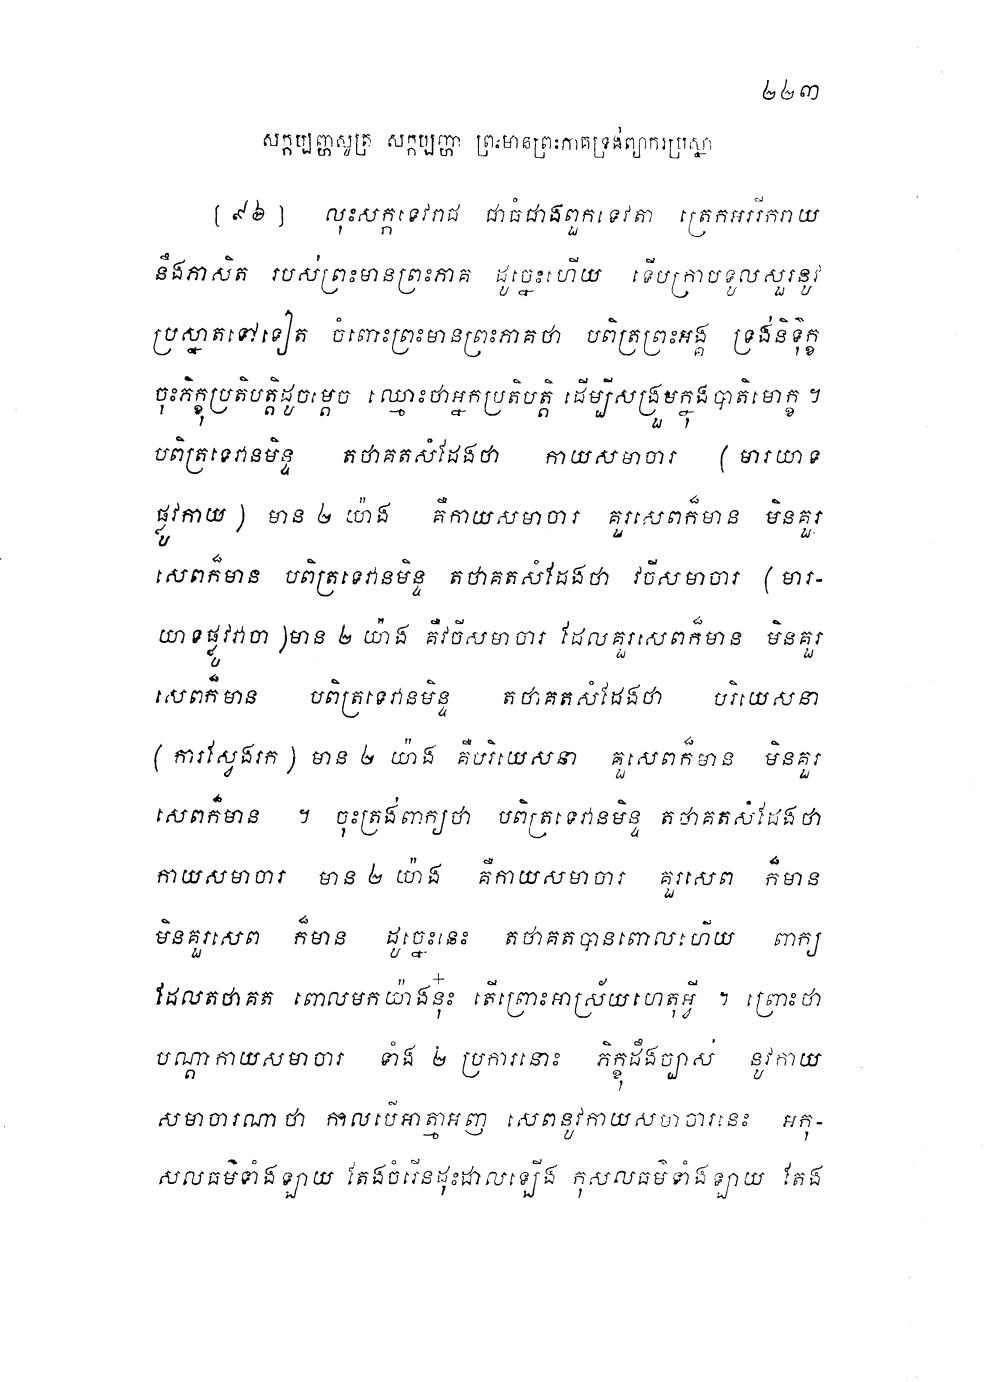 ២២៣
សក្កប្បញ្ហសូត្រ សក្កប្បញ្ហា ព្រះមានព្រះភាគទ្រង់ព្យាករប្រស្នា
(៩៦) លុះសក្កទេវរាជ ជាធំជាងពួកទេវតា ត្រេកអររីករាយ
នឹងភាសិត របស់ព្រះមានព្រះភាគ ដូច្នេះហើយ ទើបក្រាបទូលសួរនូវ
ប្រស្នាតទៅទៀត ចំពោះព្រះមានព្រះភាគថា បពិត្រព្រះអង្គ ទ្រង់និទុ៌ក្ខ
ចុះភិក្ខុប្រតិបត្តិដូចម្តេច ឈ្មោះថាអ្នកប្រតិបត្តិ ដើម្បីសង្រួមក្នុងបាតិមោក្ខ ។
បពិត្រទេវានមិន្ទ តថាគតសំដែងថា កាយសមាចារ (មារយាទ
ផ្លូវកាយ) មាន ២ យ៉ាង គឺកាយសមាចារ គួរសេពក៏មាន មិនគួរ
សេពក៏មាន បពិត្រទេវានមិន្ទ តថាគតសំដែងថា វចីសមាចារ (មារ-
យាទផ្លូវវាចា)មាន ២ យ៉ាង គឺវចីសមាចារ ដែលគួរសេពក៏មាន មិនគួរ
សេពក៏មាន បពិត្រទេវានមិន្ទ តថាគតសំដែងថា បរិយេសនា
(ការស្វែងរក) មាន ២ យ៉ាង គឺបរិយេសនា គួសេពក៏មាន មិនគួរ
សេពក៏មាន ។ ចុះត្រង់ពាក្យថា បពិត្រទេវានមិន្ទ តថាគតសំដែងថា
កាយសមាចារ មាន ២ យ៉ាង គឺកាយសមាចារ គួរសេព ក៏មាន
មិនគួរសេព ក៏មាន ដូច្នេះនេះ តថាគតបានពោលហើយ ពាក្យ
ដែលតថាគត ពោលមកយ៉ាងនុ៎ះ តើព្រោះអាស្រ័យហេតុអ្វី ។ ព្រោះថា
បណ្តាកាយសមាចារ ទាំង ២ ប្រការនោះ ភិក្ខុដឹងច្បាស់ នូវកាយ
សមាចារណាថា កាលបើអាត្មាអញ សេពនូវកាយសមាចារនេះ អកុ-
សលធម៌ទាំងឡាយ តែងចំរើនដុះដាលឡើង កុសលធម៌ទាំងឡាយ តែង